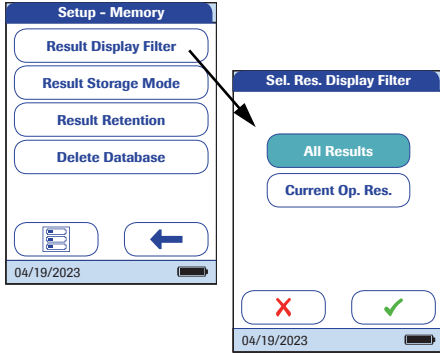 Setup - Memory
Result Display Filter
Result Storage Mode
Result Retention
Delete Database
04/19/2023
Sel. Res. Display Filter
All Results
Current Op. Res.
04/19/2023